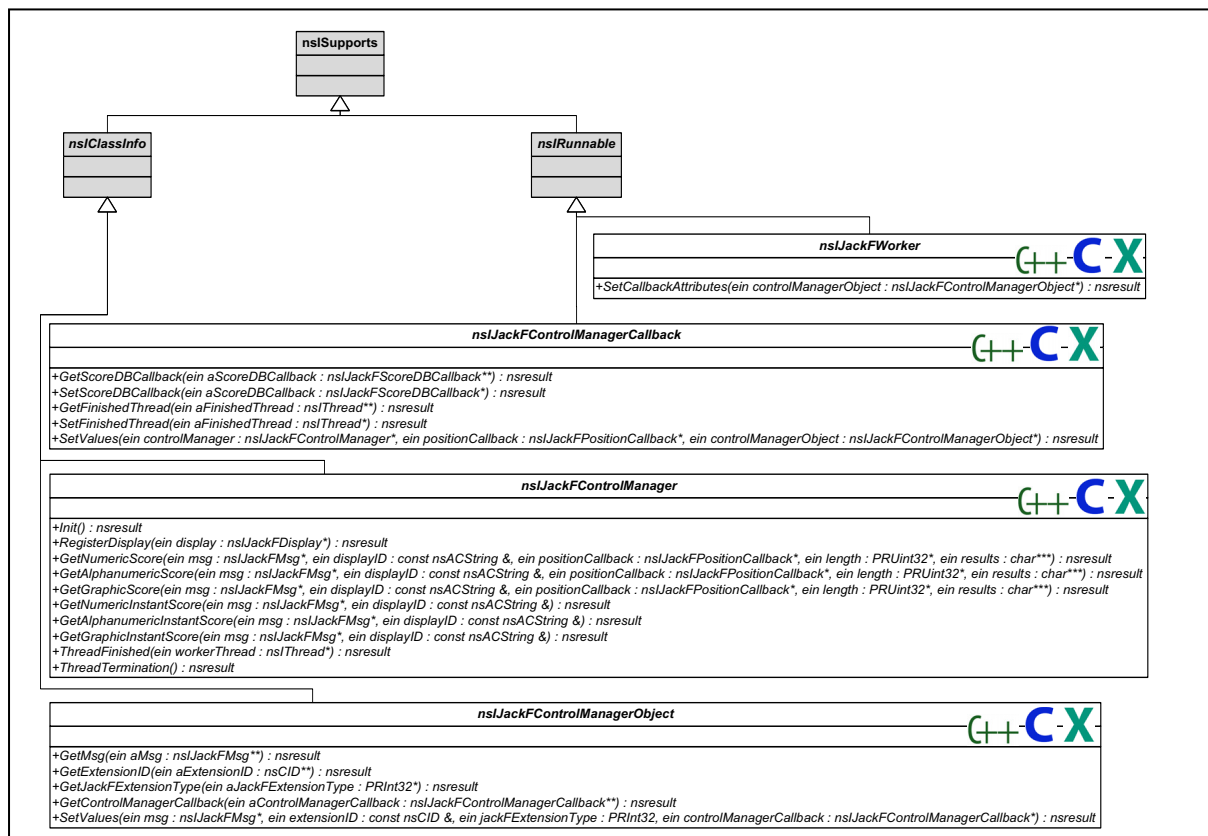 nsISupports
nsIClassInfo
nsIRunnable
nsIJackFWorker
C++ C X
+SetCallbackAttributes(ein controlManagerObject : nsIJackFControlManagerObject*) : nsresult
nsIJackFControlManagerCallback
C++ C X
+GetScoreDBCallback(ein aScoreDBCallback : nsIJackFScoreDBCallback**) : nsresult
+SetScoreDBCallback(ein aScoreDBCallback : nsIJackFScoreDBCallback*) : nsresult
+GetFinishedThread(ein aFinishedThread : nsIThread**) : nsresult
+SetFinishedThread(ein aFinishedThread : nsIThread*) : nsresult
+SetValues(ein controlManager : nsIJackFControlManager*, ein positionCallback : nsIJackFPositionCallback*, ein controlManagerObject : nsIJackFControlManagerObject*) : nsresult
nsIJackFControlManager
C++ C X
+Init() : nsresult
+RegisterDisplay(ein display : nsIJackFDisplay*) : nsresult
+GetNumericScore(ein msg : nsIJackFMsg*, ein displayID : const nsACString &, ein positionCallback : nsIJackFPositionCallback*, ein length : PRUint32*, ein results : char***) : nsresult
+GetAlphanumericScore(ein msg : nsIJackFMsg*, ein displayID : const nsACString &, ein positionCallback : nsIJackFPositionCallback*, ein length : PRUint32*, ein results : char***) : nsresult
+GetGraphicScore(ein msg : nsIJackFMsg*, ein displayID : const nsACString &, ein positionCallback : nsIJackFPositionCallback*, ein length : PRUint32*, ein results : char***) : nsresult
+GetNumericInstantScore(ein msg : nsIJackFMsg*, ein displayID : const nsACString &) : nsresult
+GetAlphanumericInstantScore(ein msg : nsIJackFMsg*, ein displayID : const nsACString &) : nsresult
+GetGraphicInstantScore(ein msg : nsIJackFMsg*, ein displayID : const nsACString &) : nsresult
+ThreadFinished(ein workerThread : nsIThread*) : nsresult
+ThreadTermination() : nsresult
nsIJackFControlManagerObject
C++ C X
+GetMsg(ein aMsg : nsIJackFMsg**) : nsresult
+GetExtensionID(ein aExtensionID : nsCID**) : nsresult
+GetJackFExtensionType(ein aJackFExtensionType : PRInt32*) : nsresult
+GetControlManagerCallback(ein aControlManagerCallback : nsIJackFControlManagerCallback**) : nsresult
+SetValues(ein msg : nsIJackFMsg*, ein extensionID : const nsCID &, ein jackFExtensionType : PRInt32, ein controlManagerCallback : nsIJackFControlManagerCallback*) : nsresult